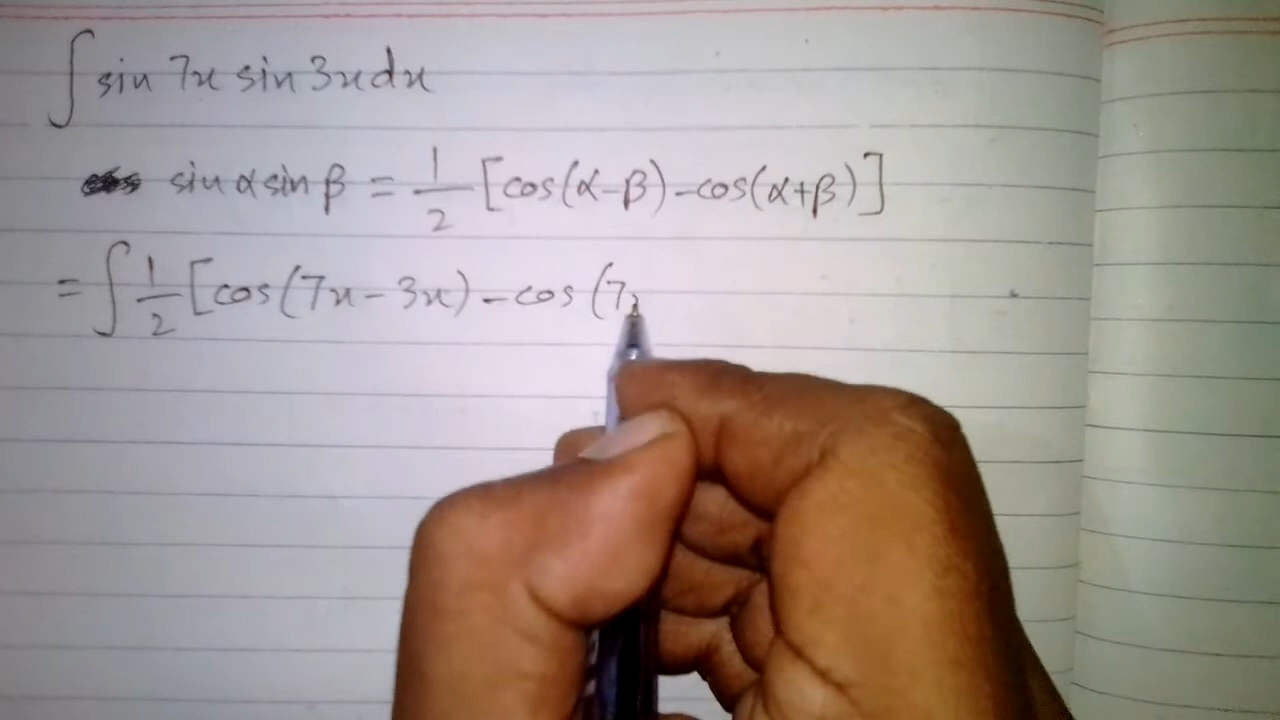 ∫ sin 7x sin 3x dx
sin α sin β = 1/2 [cos(α-β) - cos(α+β)]
= ∫ 1/2 [cos(7x - 3x) - cos (7